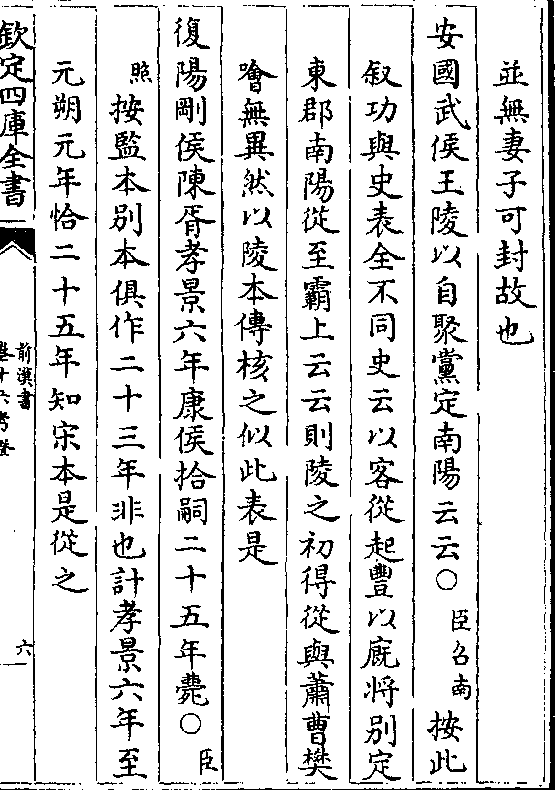 並無妻子可封故也
安國武侯王陵以自聚黨定南陽云云〇臣召南按此
叙功與史表全不同史云以客從起豐以廐将别定
東郡南陽從至霸上云云則陵之初得從與蕭曹樊
噲無異然以陵本傳核之似此表是
復陽剛侯陳胥孝景六年康侯拾嗣二十五年薨〇臣
照按監本别本俱作二十三年非也計孝景六年至
元朔元年恰二十五年知宋本是從之
欽定四庫全書
前漢書
卷十六考證
六